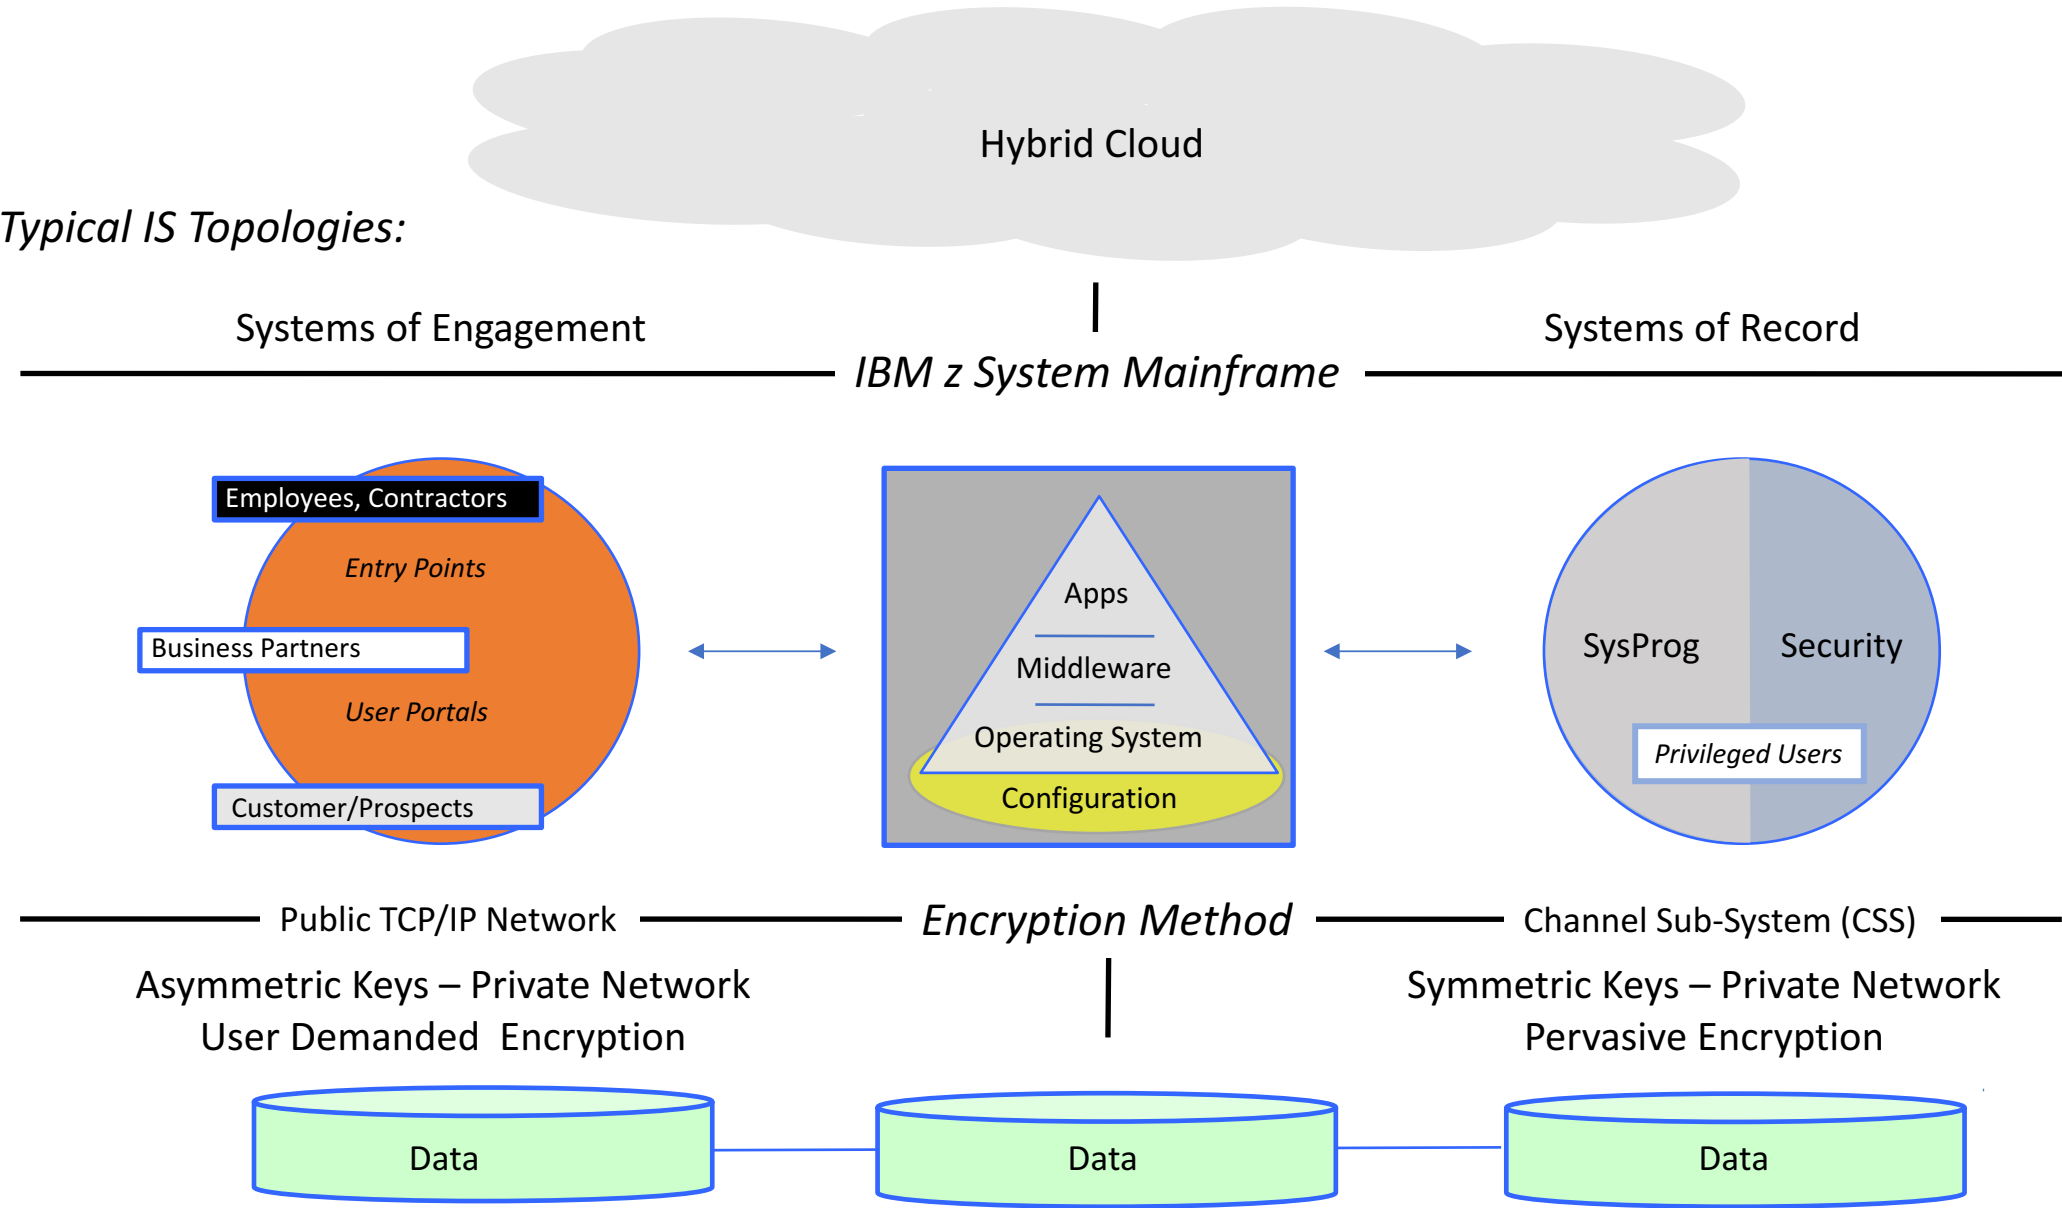 Hybrid Cloud
Typical IS Topologies:
Systems of Engagement
Systems of Record
IBM z System Mainframe
Employees, Contractors
Entry Points
Business Partners
User Portals
Customer/Prospects
Apps
Middleware
Operating System
Configuration
SysProg
Security
Privileged Users
Public TCP/IP Network
Encryption Method
Channel Sub-System (CSS)
Asymmetric Keys – Private Network
User Demanded  Encryption
Symmetric Keys – Private Network
Pervasive Encryption
Data
Data
Data